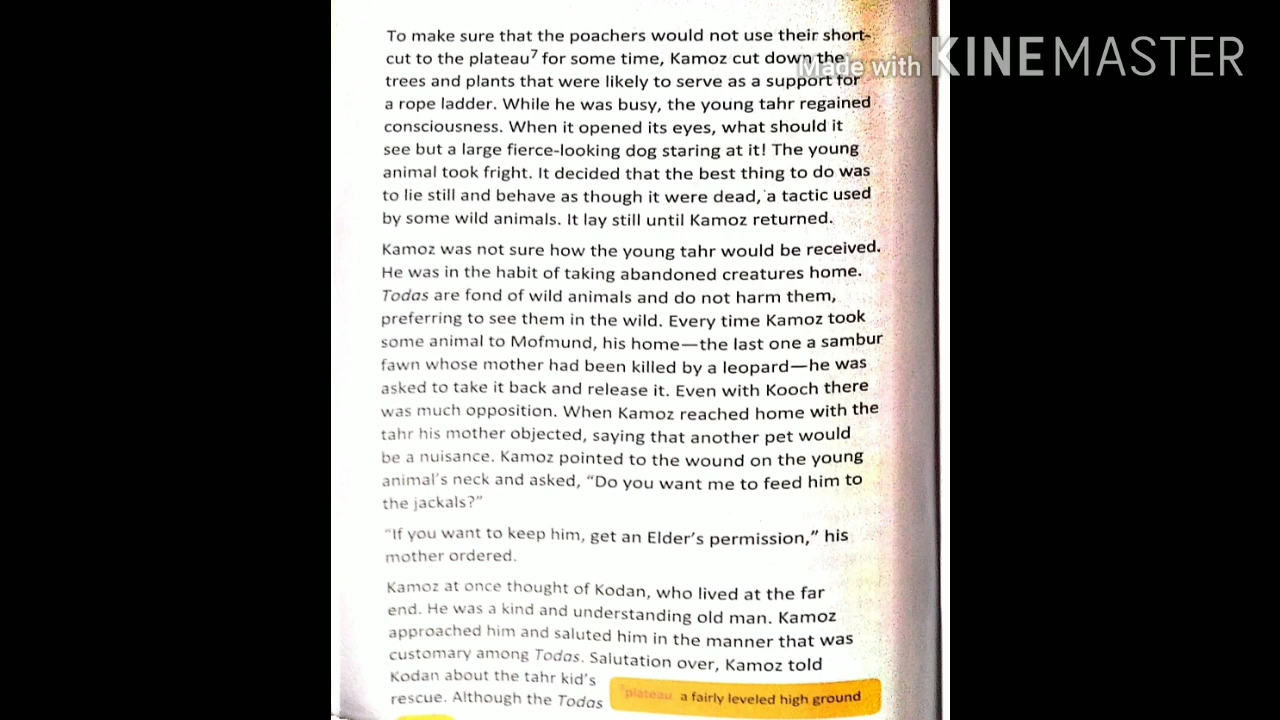 To make sure that the poachers would not use their short-
cut to the plateau7 for some time, Kamoz cut down the
trees and plants that were likely to serve as a support for
a rope ladder. While he was busy, the young tahr regained
consciousness. When it opened its eyes, what should it
see but a large fierce-looking dog staring at it! The young
animal took fright. It decided that the best thing to do was
to lie still and behave as though it were dead, a tactic used
by some wild animals. It lay still until Kamoz returned.
Kamoz was not sure how the young tahr would be received.
He was in the habit of taking abandoned creatures home.
Todas are fond of wild animals and do not harm them,
preferring to see them in the wild. Every time Kamoz took
some animal to Mofmund, his home—the last one a sambur
fawn whose mother had been killed by a leopard—he was
asked to take it back and release it. Even with Kooch there
was much opposition. When Kamoz reached home with the
tahr his mother objected, saying that another pet would
be a nuisance. Kamoz pointed to the wound on the young
animal's neck and asked, “Do you want me to feed him to
the jackals?”
“If you want to keep him, get an Elder's permission,” his
mother ordered.
Kamoz at once thought of Kodan, who lived at the far
end. He was a kind and understanding old man. Kamoz
approached him and saluted him in the manner that was
customary among Todas. Salutation over, Kamoz told
Kodan about the tahr kid's
rescue. Although the Todas
7plateau a fairly leveled high ground
Made with KINEMASTER